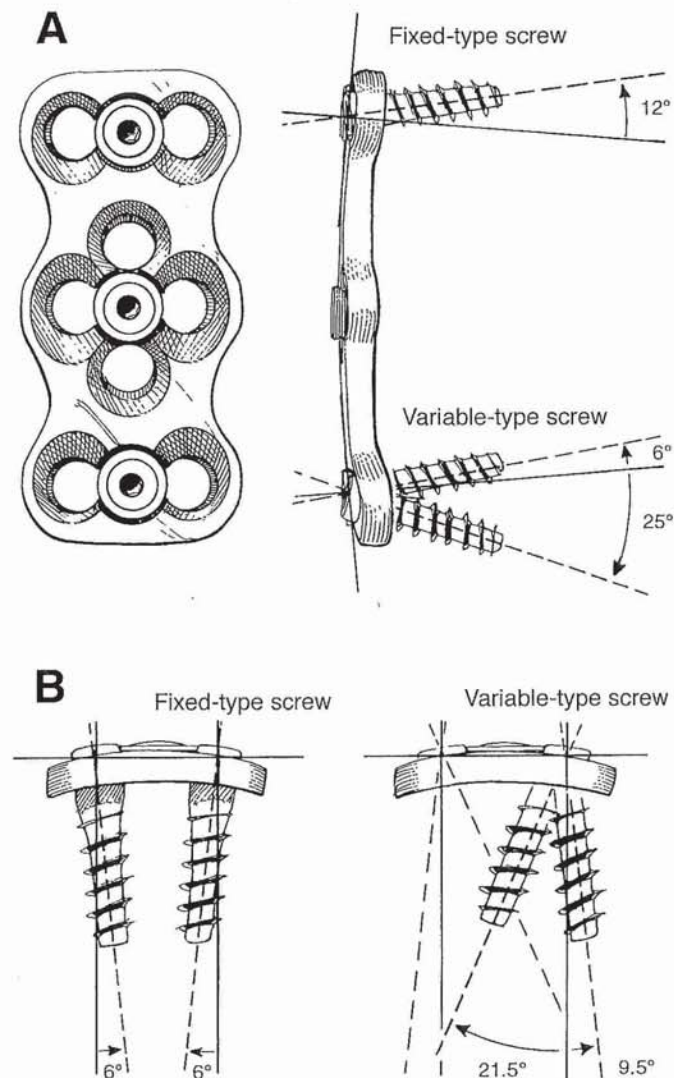 A
Fixed-type screw
12°
Variable-type screw
6°
25°
B
Fixed-type screw
Variable-type screw
6°
6°
21.5°
9.5°